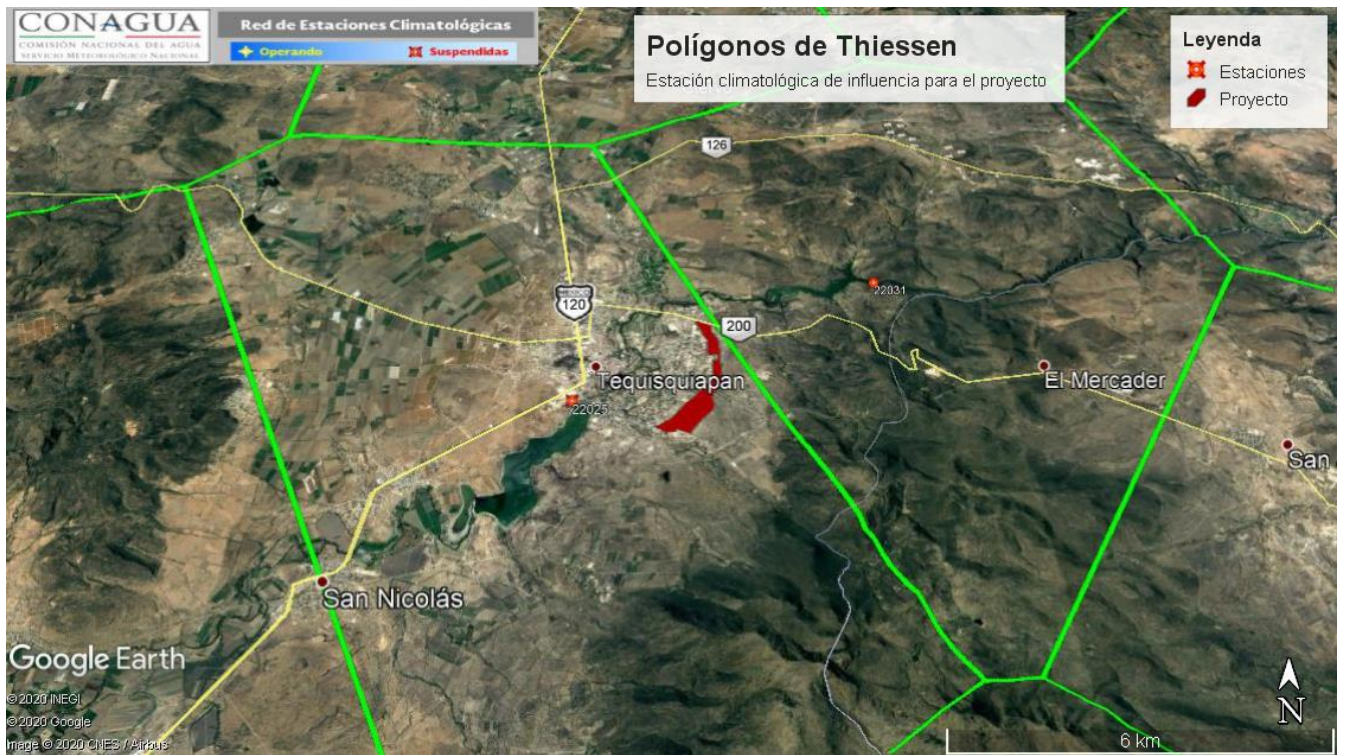 CONAGUA
COMISIÓN NACIONAL DEL AGUA
SERVICIO METEOROLÓGICO NACIONAL
Red de Estaciones Climatológicas
Operando
Suspendidas
Polígonos de Thiessen
Estación climatológica de influencia para el proyecto
Leyenda
Estaciones
Proyecto
126
22031
MEXICO
120
200
Tequisquiapan
El Mercader
22025
San
San Nicolás
Google Earth
© 2020 INEGI
© 2020 Google
Image © 2020 CNES / Airbus
N
6 km